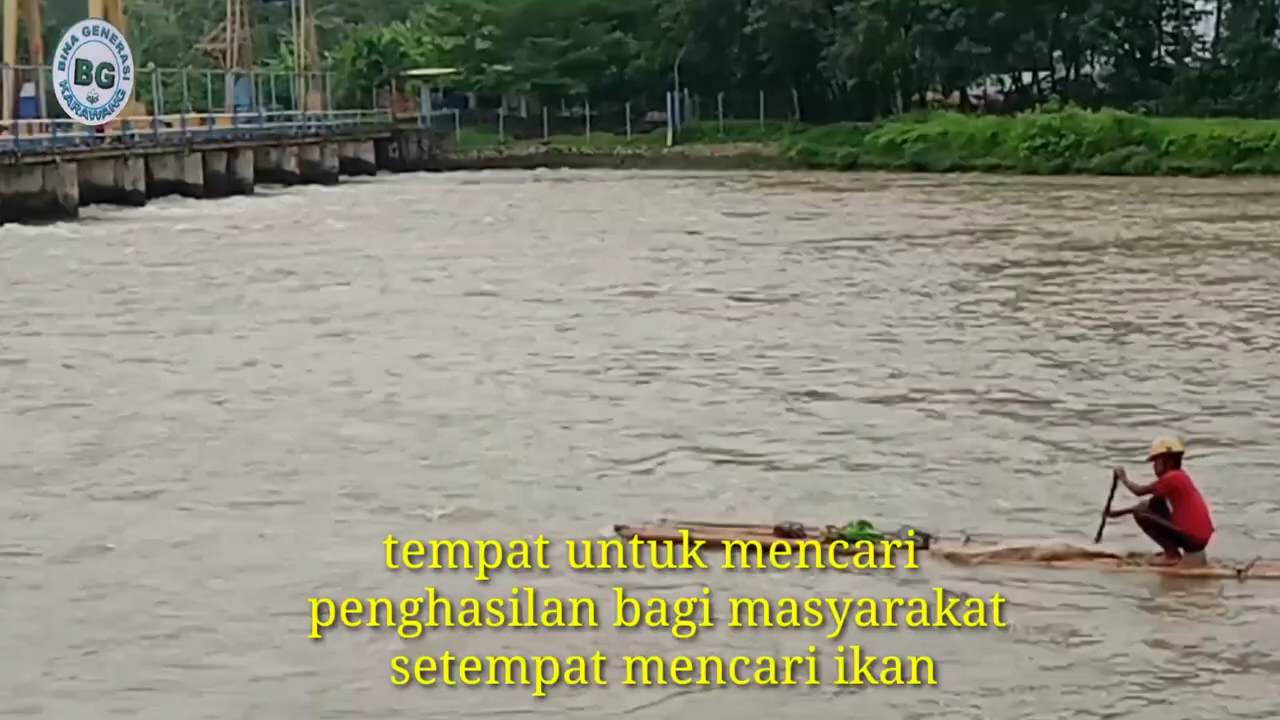 BINA GENERASI
BG
KARAWANG
tempat untuk mencari
penghasilan bagi masyarakat
setempat mencari ikan